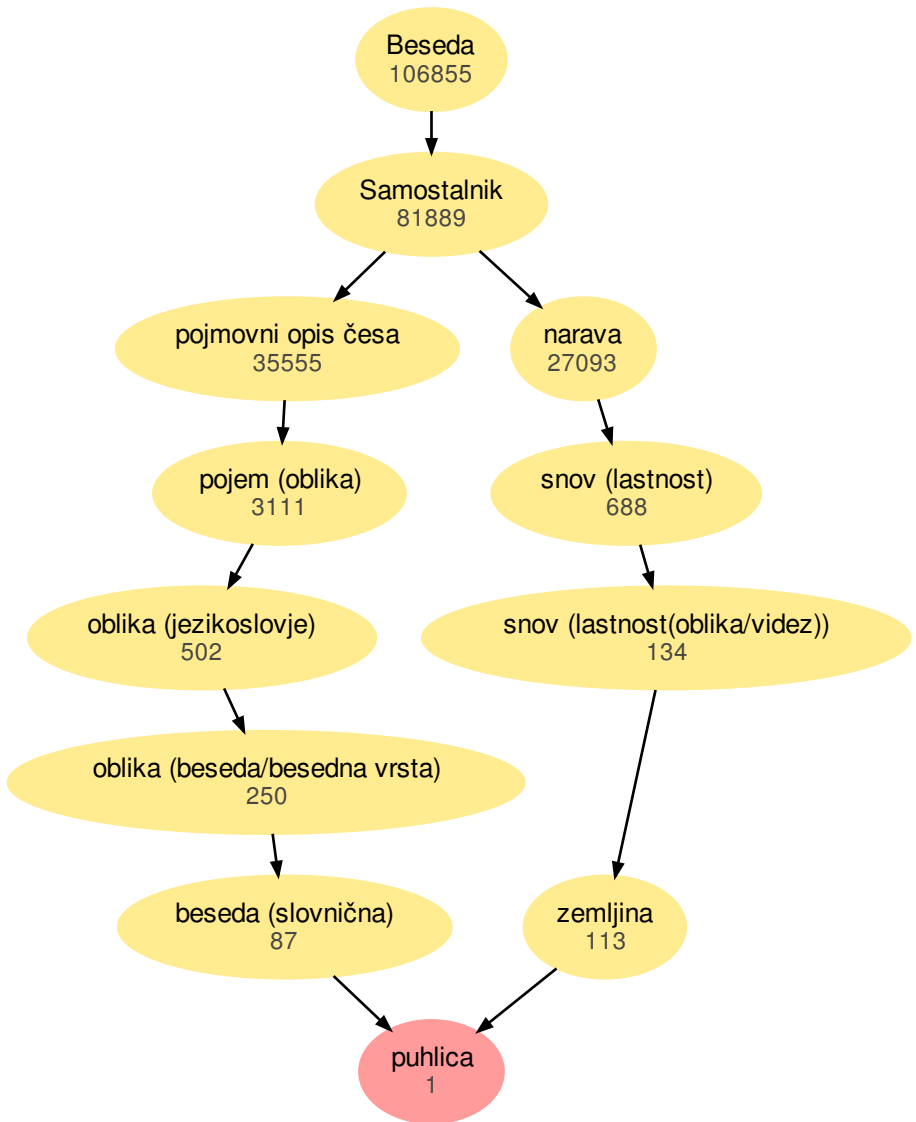 Beseda
106855
Samostalnik
81889
pojmovni opis česa
35555
narava
27093
pojem (oblika)
3111
snov (lastnost)
688
oblika (jezikoslovje)
502
snov (lastnost(oblika/videz))
134
oblika (beseda/besedna vrsta)
250
beseda (slovnična)
87
zemljina
113
puhlica
1